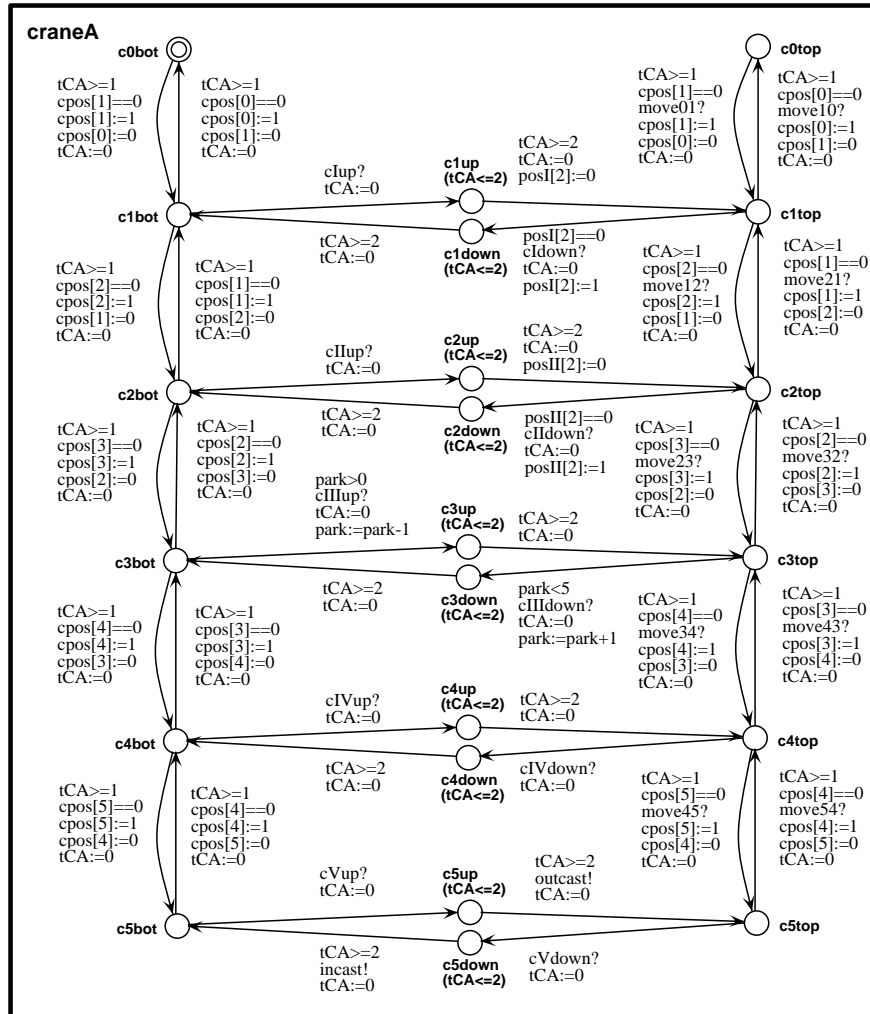 craneA
c0bot
c0top
tCA>=1
cpos[1]==0
cpos[1]:=1
cpos[0]:=0
tCA:=0
tCA>=1
cpos[0]==0
cpos[0]:=1
cpos[1]:=0
tCA:=0
tCA>=1
cpos[1]==0
move01?
cpos[1]:=1
cpos[0]:=0
tCA:=0
tCA>=1
cpos[0]==0
move10?
cpos[0]:=1
cpos[1]:=0
tCA:=0
cIup?
tCA:=0
c1up
(tCA<=2)
tCA>=2
tCA:=0
posI[2]:=0
c1bot
c1top
tCA>=2
tCA:=0
c1down
(tCA<=2)
posI[2]==0
cIdown?
tCA:=0
posI[2]:=1
tCA>=1
cpos[2]==0
cpos[2]:=1
cpos[1]:=0
tCA:=0
tCA>=1
cpos[1]==0
cpos[1]:=1
cpos[2]:=0
tCA:=0
tCA>=1
cpos[2]==0
move12?
cpos[2]:=1
cpos[1]:=0
tCA:=0
tCA>=1
cpos[1]==0
move21?
cpos[1]:=1
cpos[2]:=0
tCA:=0
cIIup?
tCA:=0
c2up
(tCA<=2)
tCA>=2
tCA:=0
posII[2]:=0
c2bot
c2top
tCA>=2
tCA:=0
c2down
(tCA<=2)
posII[2]==0
cIIdown?
tCA:=0
posII[2]:=1
tCA>=1
cpos[3]==0
cpos[3]:=1
cpos[2]:=0
tCA:=0
tCA>=1
cpos[2]==0
cpos[2]:=1
cpos[3]:=0
tCA:=0
tCA>=1
cpos[3]==0
move23?
cpos[3]:=1
cpos[2]:=0
tCA:=0
tCA>=1
cpos[2]==0
move32?
cpos[2]:=1
cpos[3]:=0
tCA:=0
park>0
cIIIup?
tCA:=0
park:=park-1
c3up
(tCA<=2)
tCA>=2
tCA:=0
c3bot
c3top
tCA>=2
tCA:=0
c3down
(tCA<=2)
park<5
cIIIdown?
tCA:=0
park:=park+1
tCA>=1
cpos[4]==0
cpos[4]:=1
cpos[3]:=0
tCA:=0
tCA>=1
cpos[3]==0
cpos[3]:=1
cpos[4]:=0
tCA:=0
tCA>=1
cpos[4]==0
move34?
cpos[4]:=1
cpos[3]:=0
tCA:=0
tCA>=1
cpos[3]==0
move43?
cpos[3]:=1
cpos[4]:=0
tCA:=0
cIVup?
tCA:=0
c4up
(tCA<=2)
tCA>=2
tCA:=0
c4bot
c4top
tCA>=2
tCA:=0
c4down
(tCA<=2)
cIVdown?
tCA:=0
tCA>=1
cpos[5]==0
cpos[5]:=1
cpos[4]:=0
tCA:=0
tCA>=1
cpos[4]==0
cpos[4]:=1
cpos[5]:=0
tCA:=0
tCA>=1
cpos[5]==0
move45?
cpos[5]:=1
cpos[4]:=0
tCA:=0
tCA>=1
cpos[4]==0
move54?
cpos[4]:=1
cpos[5]:=0
tCA:=0
cVup?
tCA:=0
c5up
(tCA<=2)
tCA>=2
outcast!
tCA:=0
c5bot
c5top
tCA>=2
incast!
tCA:=0
c5down
(tCA<=2)
cVdown?
tCA:=0